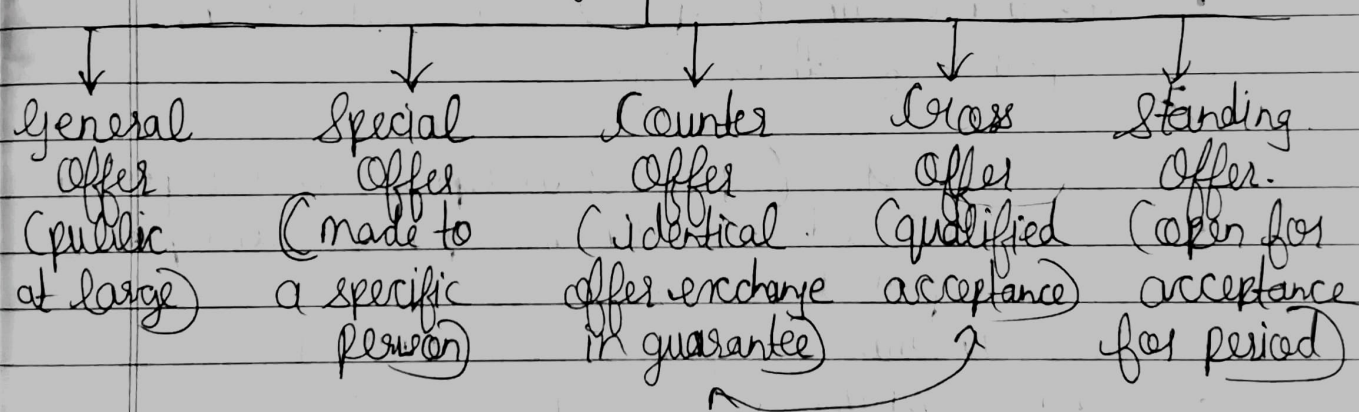 General Special Counter Cross Standing
Offer Offer Offer Offer Offer.
(public (made to (identical (qualified (open for
at large) a specific offer exchange acceptance) acceptance
person) in guarantee) for period)